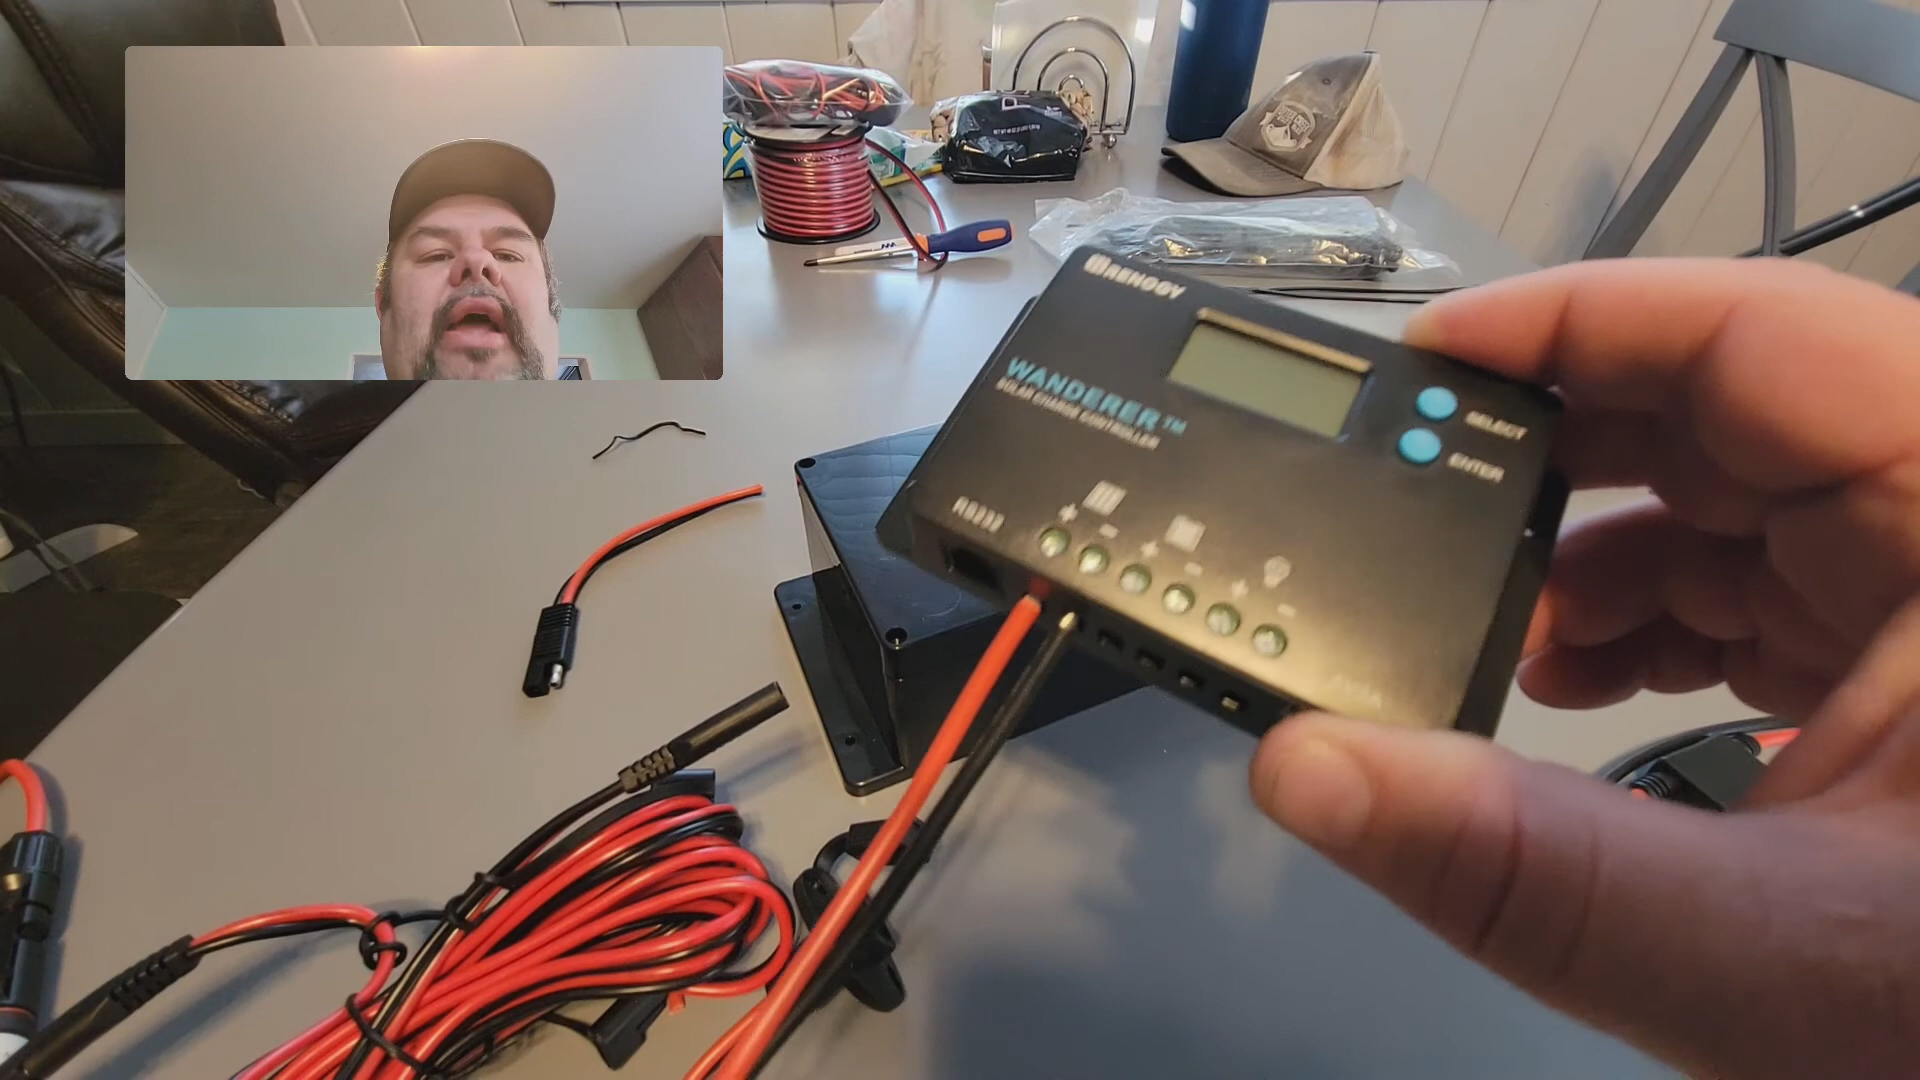 RENOGY
WANDERER™
SOLAR CHARGE CONTROLLER
SELECT
ENTER
RS232
+
-
+
-
+
-